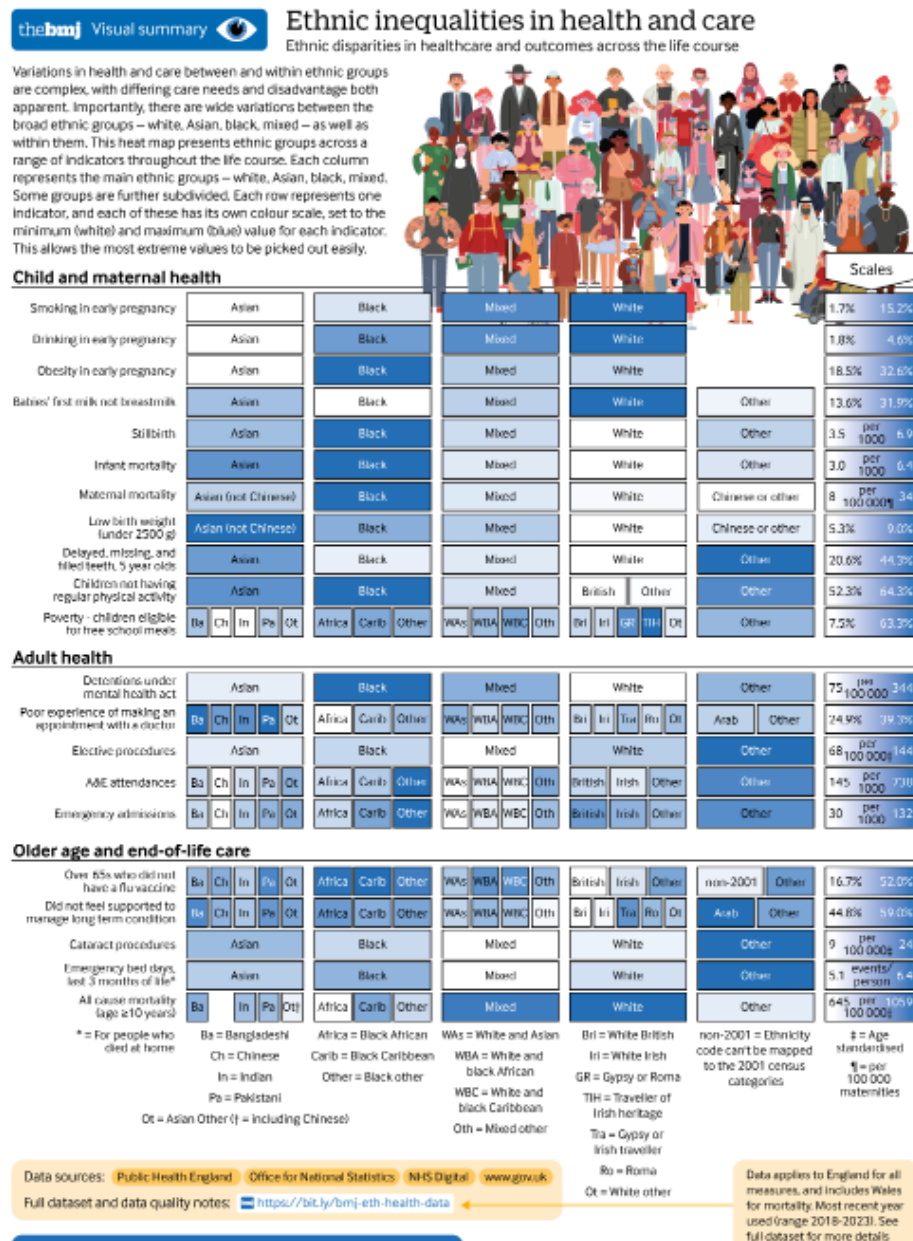 thebmj Visual summary
Ethnic inequalities in health and care
Ethnic disparities in healthcare and outcomes across the life course
Variations in health and care between and within ethnic groups
are complex, with differing care needs and disadvantage both
apparent. Importantly, there are wide variations between the
broad ethnic groups – white, Asian, black, mixed – as well as
within them. This heat map presents ethnic groups across a
range of indicators throughout the life course. Each column
represents the main ethnic groups – white, Asian, black, mixed.
Some groups are further subdivided. Each row represents one
indicator, and each of these has its own colour scale, set to the
minimum (white) and maximum (blue) value for each indicator.
This allows the most extreme values to be picked out easily.
Scales
Child and maternal health
Smoking in early pregnancy Asian Black Mixed White 1.7% 15.2%
Drinking in early pregnancy Asian Black Mixed White 1.8% 4.6%
Obesity in early pregnancy Asian Black Mixed White 18.5% 32.6%
Babies' first milk not breastmilk Asian Black Mixed White Other 13.6% 31.9%
Stillbirth Asian Black Mixed White Other 3.5 per 1000 6.9
Infant mortality Asian Black Mixed White Other 3.0 per 1000 6.4
Maternal mortality Asian (not Chinese) Black Mixed White Chinese or other 8 per 100 000¶ 34
Low birth weight (under 2500 g) Asian (not Chinese) Black Mixed White Chinese or other 5.3% 9.0%
Delayed, missing, and filled teeth, 5 year olds Asian Black Mixed White Other 20.6% 44.3%
Children not having regular physical activity Asian Black Mixed British Other Other 52.3% 64.3%
Poverty - children eligible for free school meals Ba Ch In Pa Ot Africa Carib Other WAs WBA WBC Oth Bri Iri GR TIH Ot Other 7.5% 63.3%
Adult health
Detentions under mental health act Asian Black Mixed White Other 75 per 100 000 344
Poor experience of making an appointment with a doctor Ba Ch In Pa Ot Africa Carib Other WAs WBA WBC Oth Bri Iri Tra Ro Ot Arab Other 24.9% 39.3%
Elective procedures Asian Black Mixed White Other 68 per 100 000‡ 144
A&E attendances Ba Ch In Pa Ot Africa Carib Other WAs WBA WBC Oth British Irish Other Other 145 per 1000 738
Emergency admissions Ba Ch In Pa Ot Africa Carib Other WAs WBA WBC Oth British Irish Other Other 30 per 1000 132
Older age and end-of-life care
Over 65s who did not have a flu vaccine Ba Ch In Pa Ot Africa Carib Other WAs WBA WBC Oth British Irish Other non-2001 Other 16.7% 52.0%
Did not feel supported to manage long term condition Ba Ch In Pa Ot Africa Carib Other WAs WBA WBC Oth Bri Iri Tra Ro Ot Arab Other 44.8% 59.0%
Cataract procedures Asian Black Mixed White Other 9 per 100 000‡ 24
Emergency bed days, last 3 months of life* Asian Black Mixed White Other 5.1 events/person 6.4
All cause mortality (age ≥10 years) Ba In Pa Ot† Africa Carib Other Mixed White Other 645 per 100 000‡ 1059
* = For people who
died at home
Ba = Bangladeshi
Ch = Chinese
In = Indian
Pa = Pakistani
Ot = Asian Other († = including Chinese)
Africa = Black African
Carib = Black Caribbean
Other = Black other
WAs = White and Asian
WBA = White and
black African
WBC = White and
black Caribbean
Oth = Mixed other
Bri = White British
Iri = White Irish
GR = Gypsy or Roma
TIH = Traveller of
Irish heritage
Tra = Gypsy or
Irish traveller
Ro = Roma
Ot = White other
non-2001 = Ethnicity
code can't be mapped
to the 2001 census
categories
‡ = Age
standardised
¶ = per
100 000
maternities
Data sources: Public Health England Office for National Statistics NHS Digital www.gov.uk
Full dataset and data quality notes: https://bit.ly/bmj-eth-health-data
Data applies to England for all
measures, and includes Wales
for mortality. Most recent year
used (range 2018-2023). See
full dataset for more details